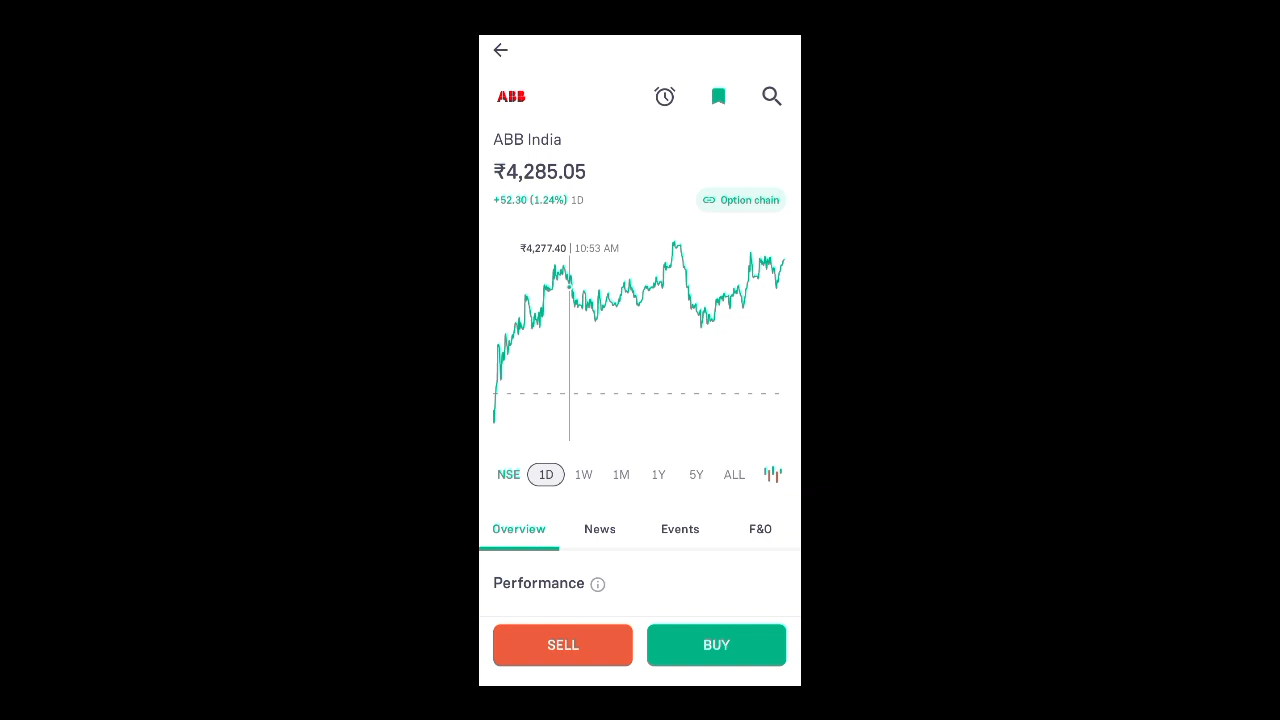 ABB
ABB India
₹4,285.05
+52.30 (1.24%) 1D
Option chain
₹4,277.40 | 10:53 AM
NSE 1D 1W 1M 1Y 5Y ALL
Overview News Events F&O
Performance
SELL BUY